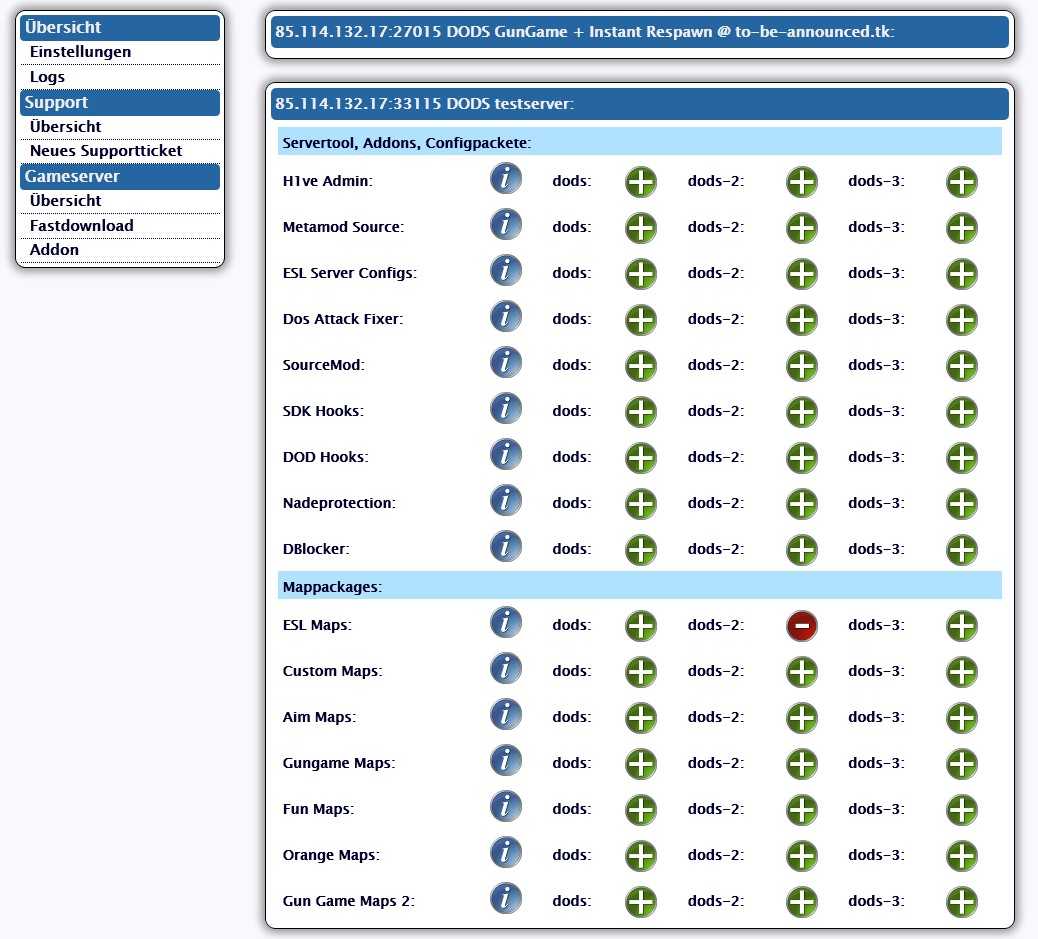 Übersicht
Einstellungen
Logs
Support
Übersicht
Neues Supportticket
Gameserver
Übersicht
Fastdownload
Addon
85.114.132.17:27015 DODS GunGame + Instant Respawn @ to-be-announced.tk:
85.114.132.17:33115 DODS testserver:
Servertool, Addons, Configpackete:
H1ve Admin: i dods: dods-2: dods-3:
Metamod Source: i dods: dods-2: dods-3:
ESL Server Configs: i dods: dods-2: dods-3:
Dos Attack Fixer: i dods: dods-2: dods-3:
SourceMod: i dods: dods-2: dods-3:
SDK Hooks: i dods: dods-2: dods-3:
DOD Hooks: i dods: dods-2: dods-3:
Nadeprotection: i dods: dods-2: dods-3:
DBlocker: i dods: dods-2: dods-3:
Mappackages:
ESL Maps: i dods: dods-2: dods-3:
Custom Maps: i dods: dods-2: dods-3:
Aim Maps: i dods: dods-2: dods-3:
Gungame Maps: i dods: dods-2: dods-3:
Fun Maps: i dods: dods-2: dods-3:
Orange Maps: i dods: dods-2: dods-3:
Gun Game Maps 2: i dods: dods-2: dods-3: